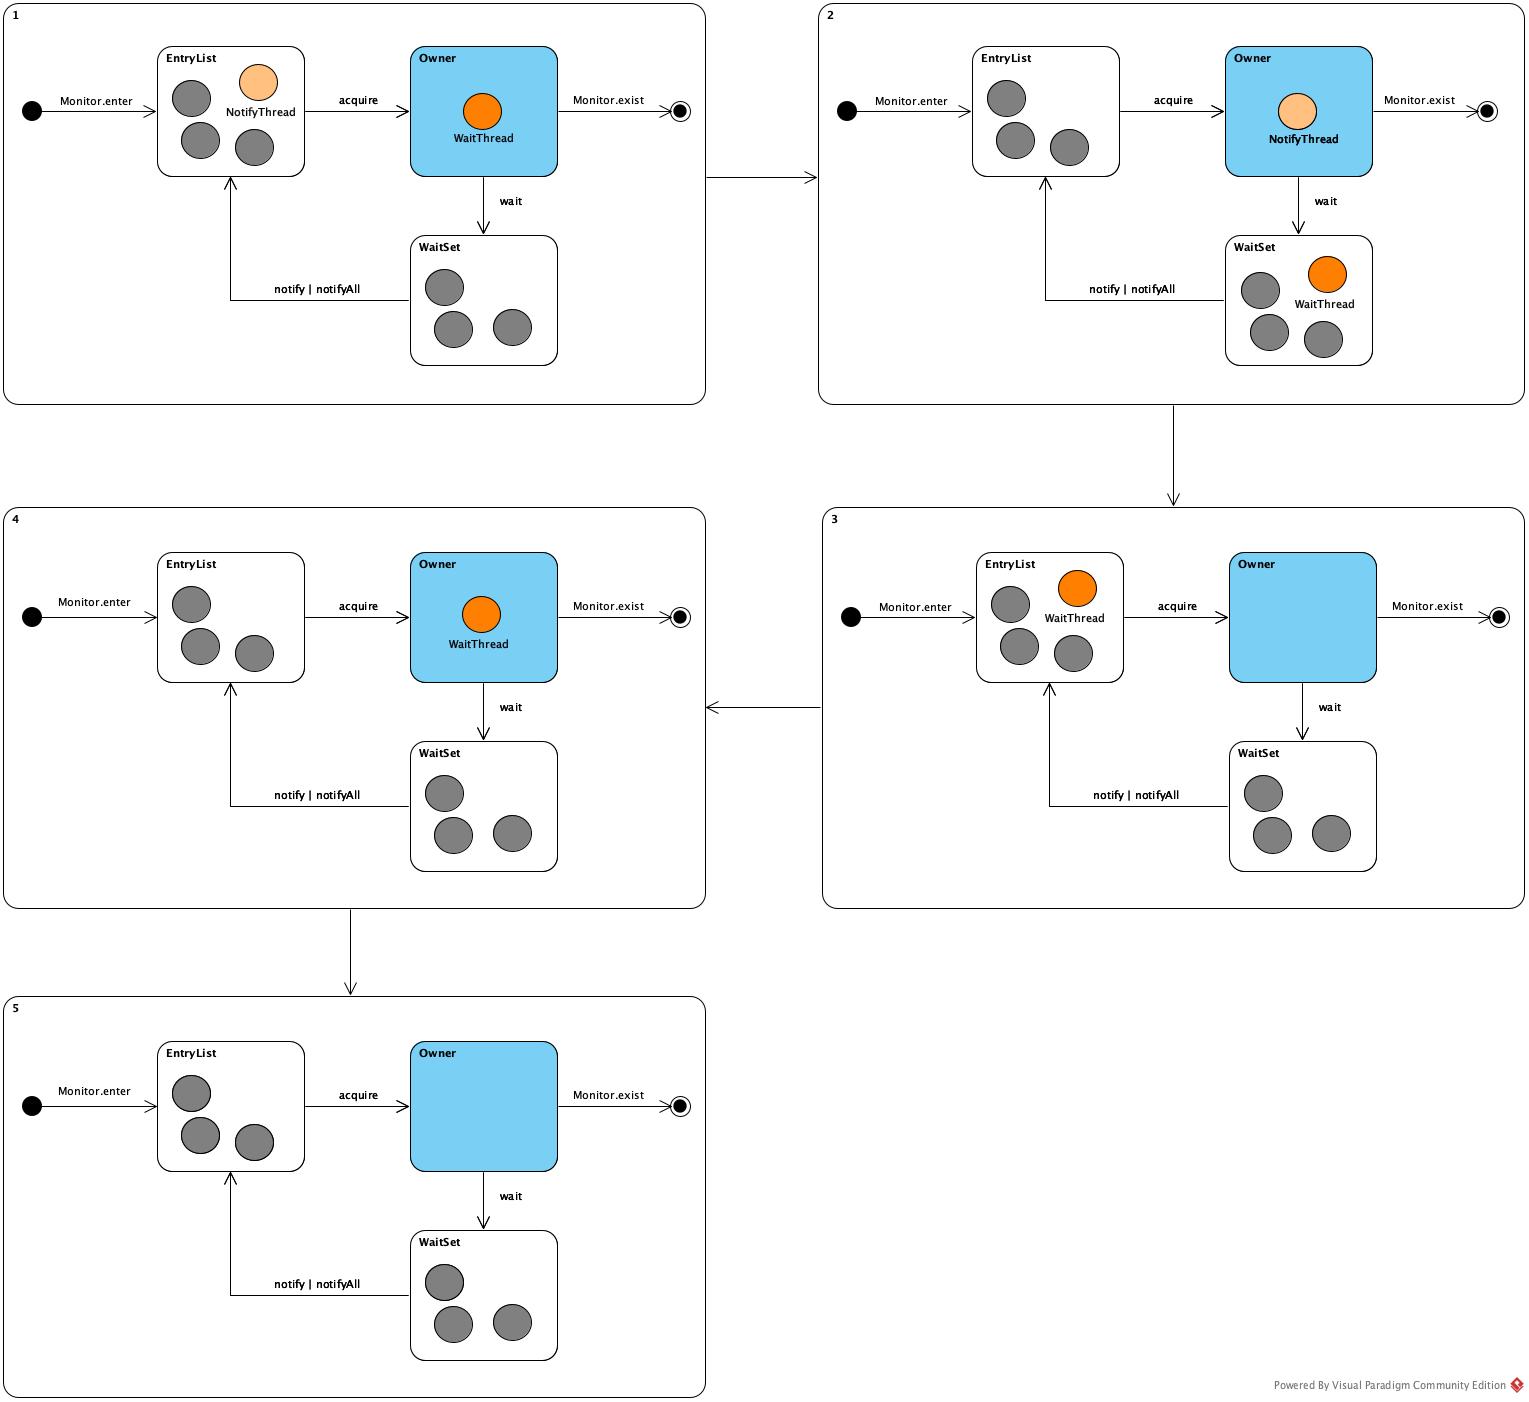 1
EntryList
Owner
Monitor.enter
NotifyThread
acquire
WaitThread
Monitor.exist
wait
WaitSet
notify | notifyAll
2
EntryList
Owner
Monitor.enter
acquire
NotifyThread
Monitor.exist
wait
WaitSet
WaitThread
notify | notifyAll
3
EntryList
Owner
Monitor.enter
WaitThread
acquire
Monitor.exist
wait
WaitSet
notify | notifyAll
4
EntryList
Owner
Monitor.enter
acquire
WaitThread
Monitor.exist
wait
WaitSet
notify | notifyAll
5
EntryList
Owner
Monitor.enter
acquire
Monitor.exist
wait
WaitSet
notify | notifyAll
Powered By Visual Paradigm Community Edition